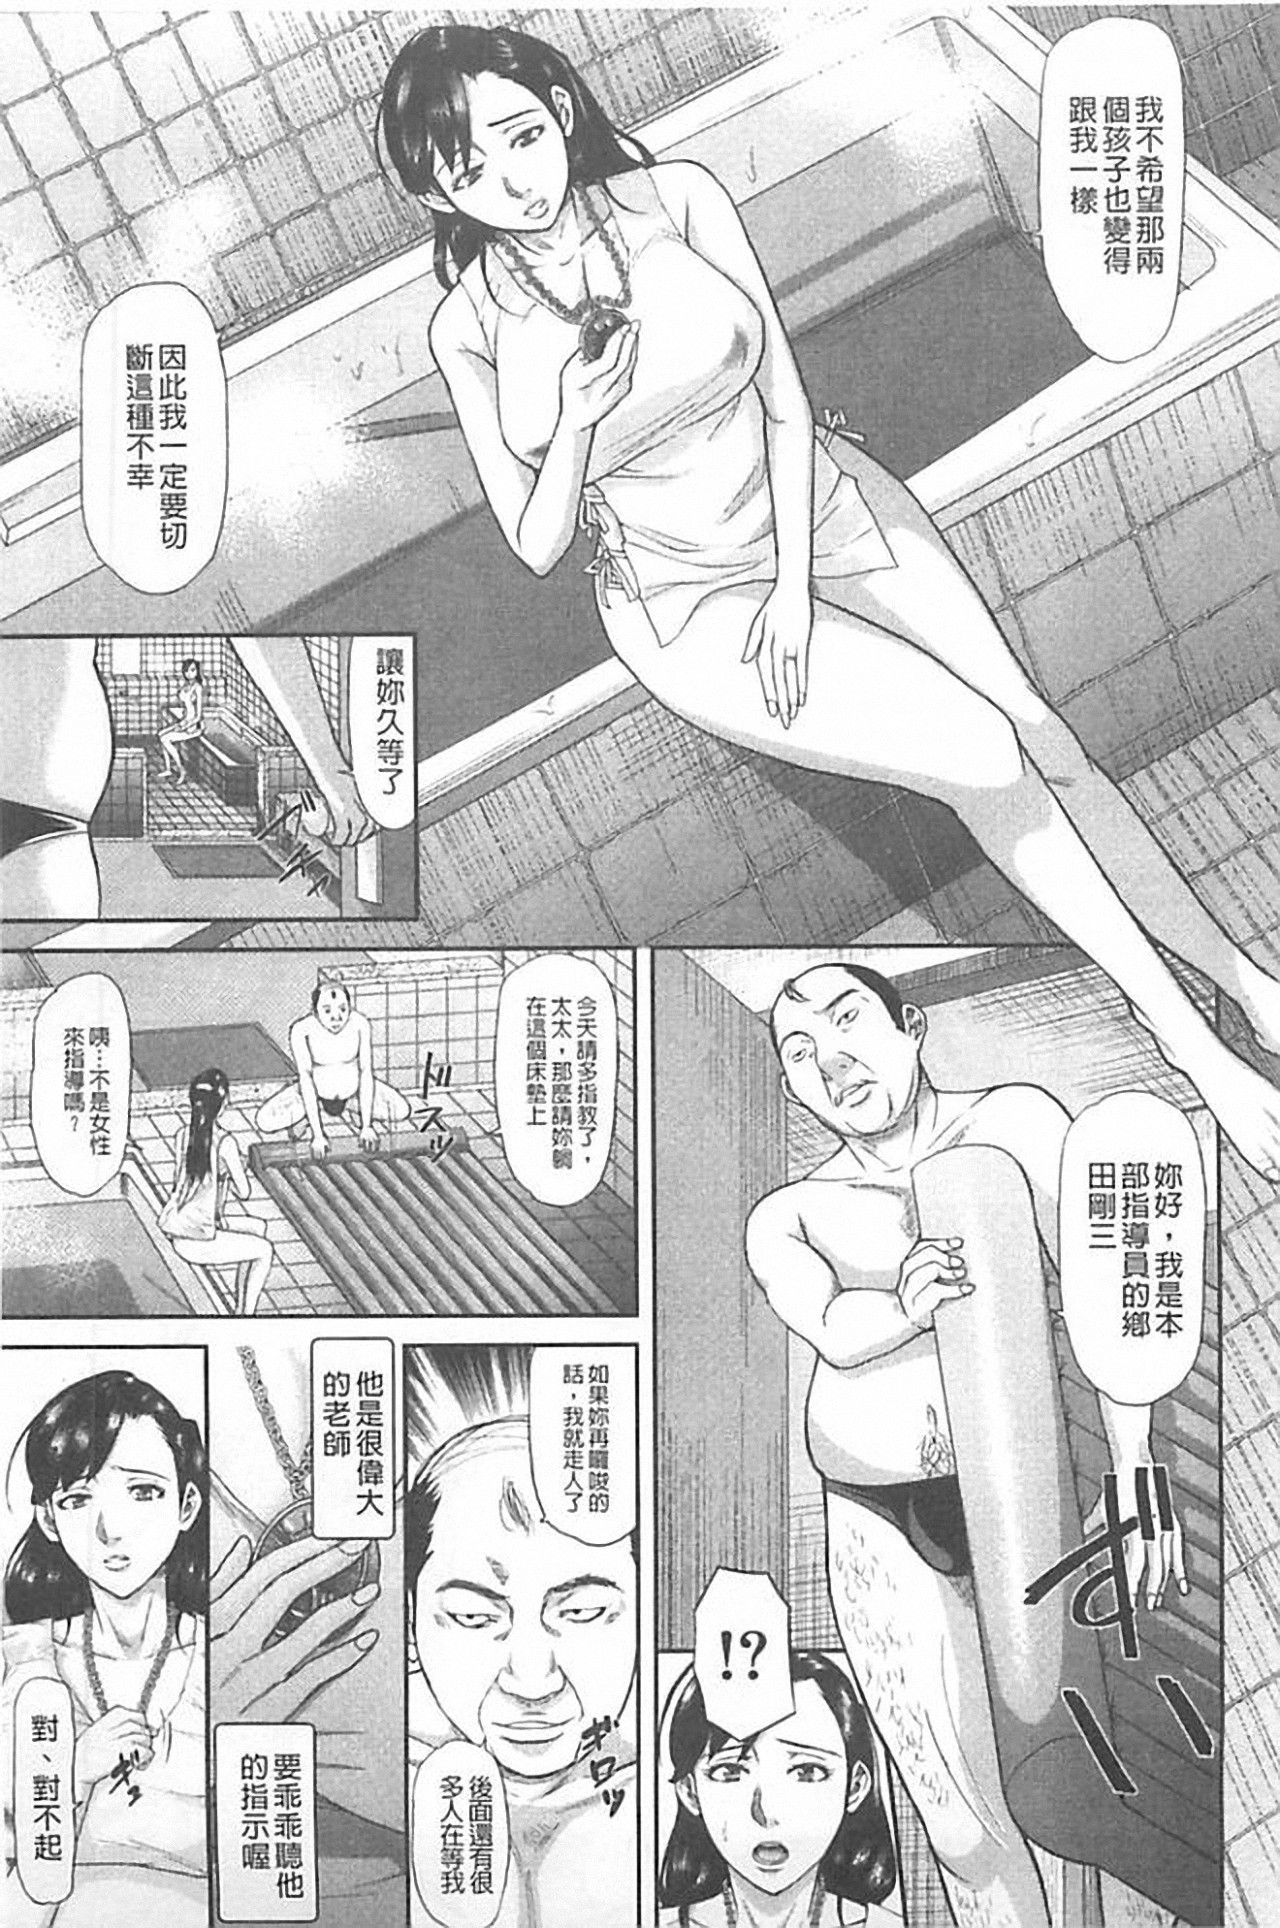 我不希望那兩
個孩子也變得
跟我一樣
因此我一定要切
斷這種不幸
讓妳久等了
妳好，我是本
部指導員的鄉
田剛三
ずい
今天請多指教了，
太太，那麼請妳躺
在這個床墊上
咦…不是女性
來指導嗎？
!?
如果妳再囉唆的
話，我就走人了
後面還有很
多人在等我
ギロッ
他是很偉大
的老師
要乖乖聽他
的指示喔
對、對不起
ギュ